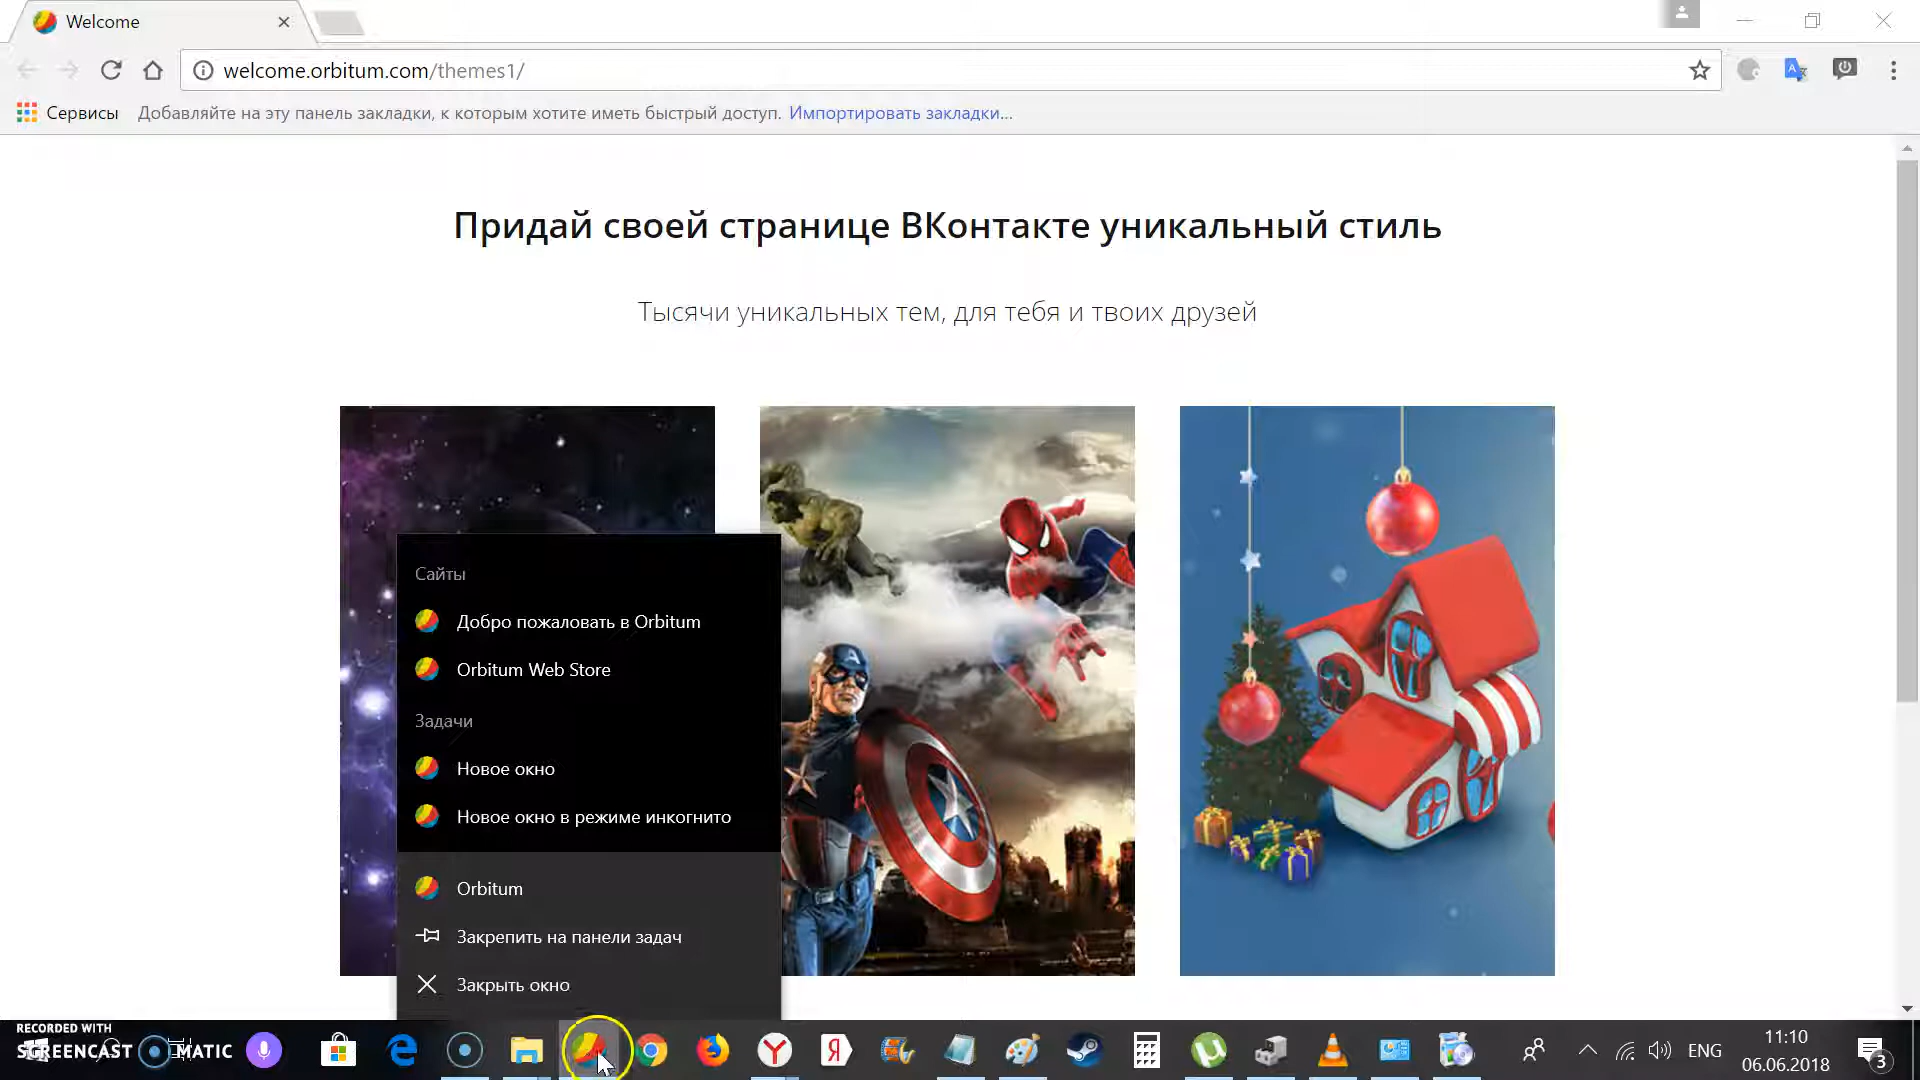 Welcome
welcome.orbitum.com/themes1/
Сервисы Добавляйте на эту панель закладки, к которым хотите иметь быстрый доступ. Импортировать закладки...
Придай своей странице ВКонтакте уникальный стиль
Тысячи уникальных тем, для тебя и твоих друзей
Сайты
Добро пожаловать в Orbitum
Orbitum Web Store
Задачи
Новое окно
Новое окно в режиме инкогнито
Orbitum
Закрепить на панели задач
Закрыть окно
RECORDED WITH
SCREENCAST MATIC
ENG
11:10
06.06.2018
3